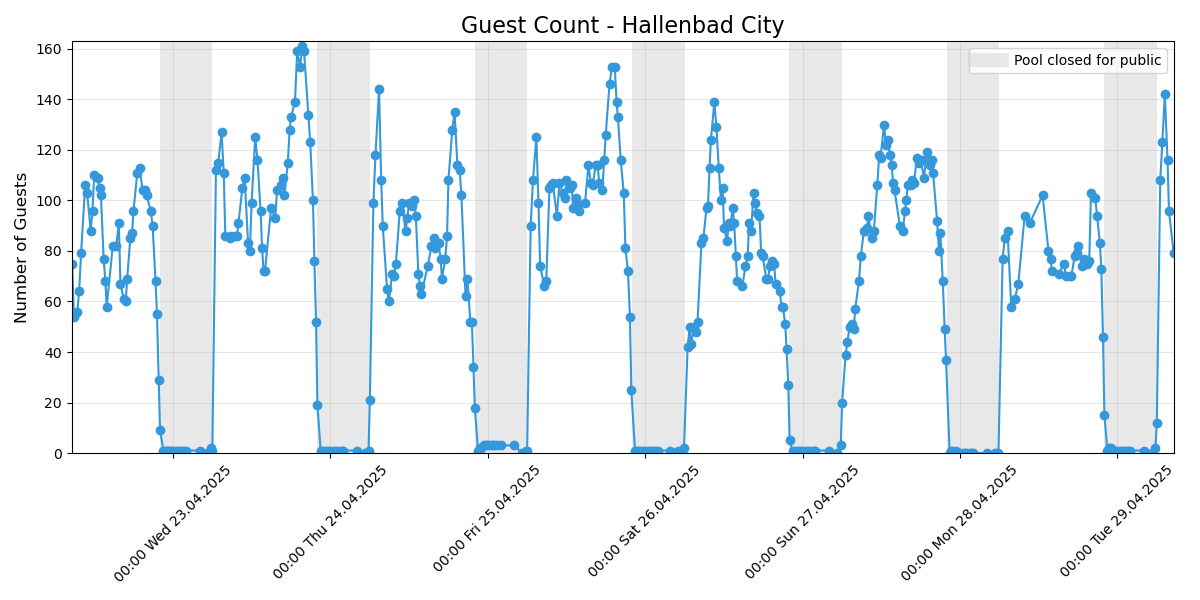 Guest Count - Hallenbad City
Number of Guests
160
140
120
100
80
60
40
20
0
Pool closed for public
00:00 Wed 23.04.2025
00:00 Thu 24.04.2025
00:00 Fri 25.04.2025
00:00 Sat 26.04.2025
00:00 Sun 27.04.2025
00:00 Mon 28.04.2025
00:00 Tue 29.04.2025